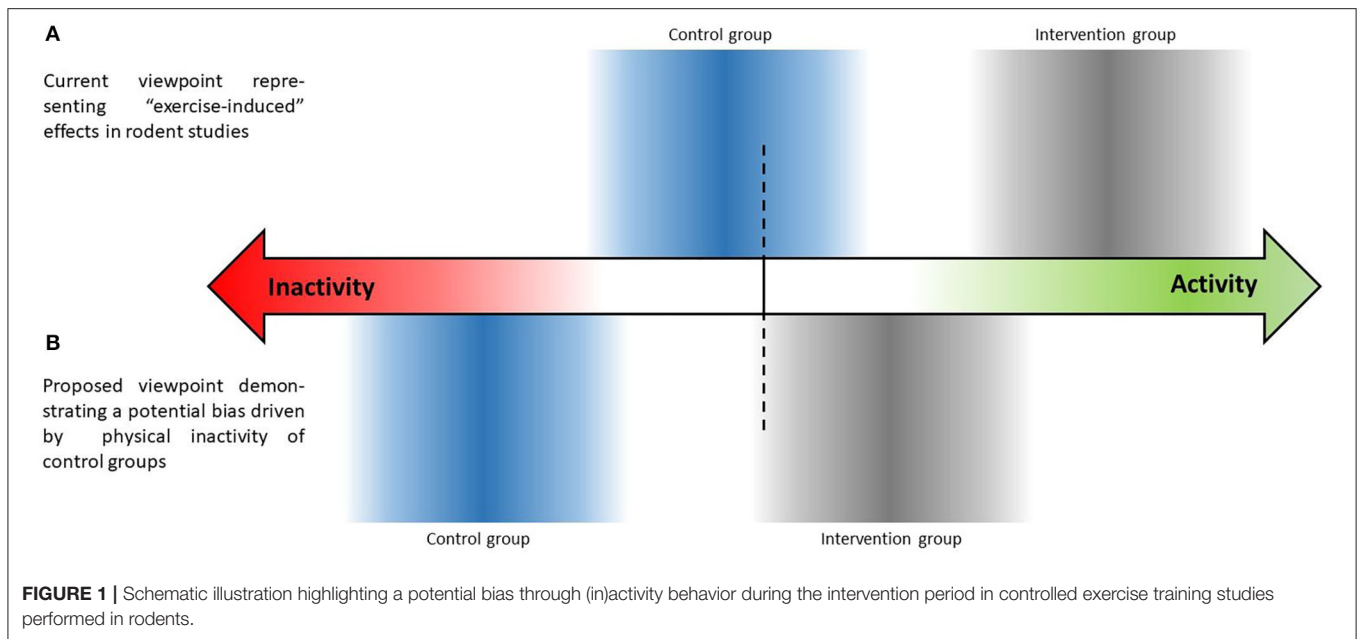 A
Control group
Intervention group
Current viewpoint repre-
senting “exercise-induced”
effects in rodent studies
Inactivity
Activity
B
Proposed viewpoint demon-
strating a potential bias driven
by physical inactivity of
control groups
Control group
Intervention group
FIGURE 1 | Schematic illustration highlighting a potential bias through (in)activity behavior during the intervention period in controlled exercise training studies
performed in rodents.